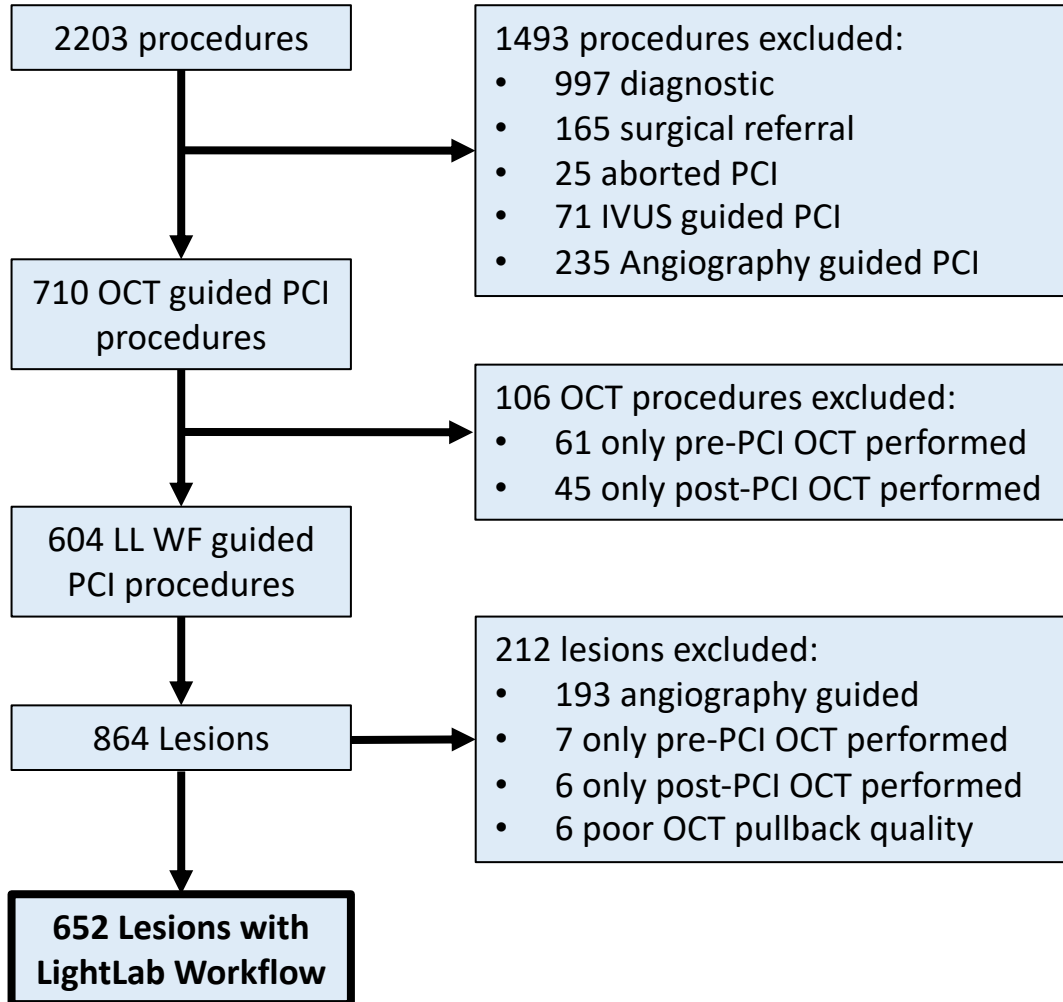 2203 procedures
1493 procedures excluded:
• 997 diagnostic
• 165 surgical referral
• 25 aborted PCI
• 71 IVUS guided PCI
• 235 Angiography guided PCI
710 OCT guided PCI
procedures
106 OCT procedures excluded:
• 61 only pre-PCI OCT performed
• 45 only post-PCI OCT performed
604 LL WF guided
PCI procedures
212 lesions excluded:
• 193 angiography guided
• 7 only pre-PCI OCT performed
• 6 only post-PCI OCT performed
• 6 poor OCT pullback quality
864 Lesions
652 Lesions with
LightLab Workflow